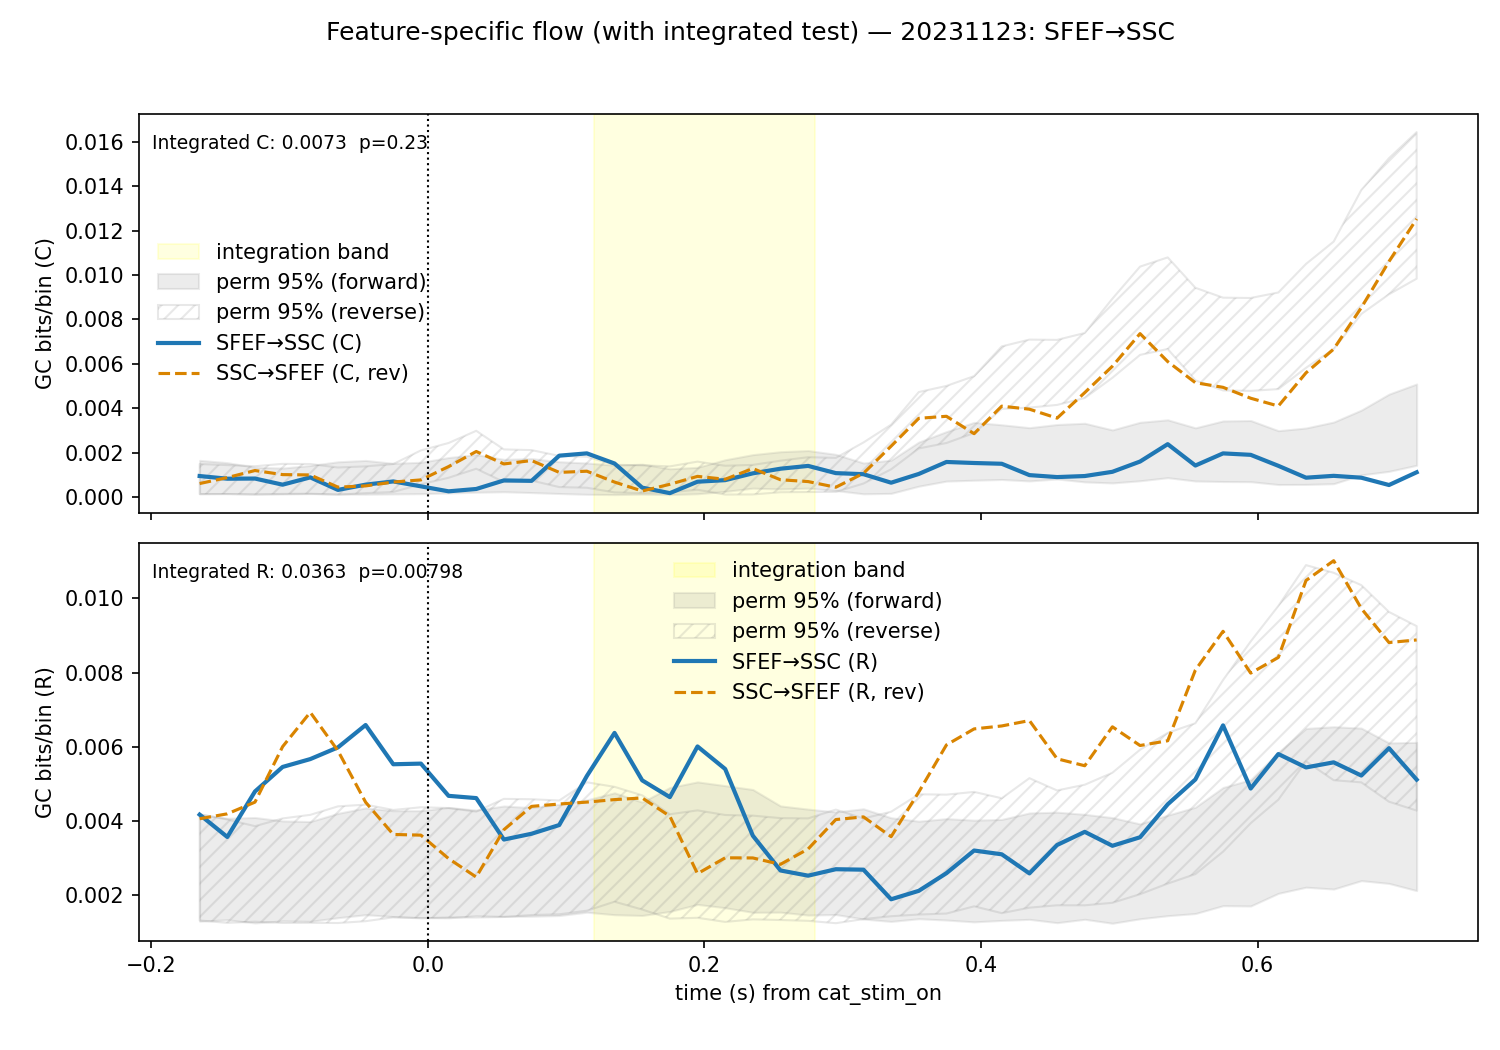 Feature-specific flow (with integrated test) — 20231123: SFEF→SSC
Integrated C: 0.0073  p=0.23
integration band
perm 95% (forward)
perm 95% (reverse)
SFEF→SSC (C)
SSC→SFEF (C, rev)
GC bits/bin (C)
0.016
0.014
0.012
0.010
0.008
0.006
0.004
0.002
0.000
Integrated R: 0.0363  p=0.00798
integration band
perm 95% (forward)
perm 95% (reverse)
SFEF→SSC (R)
SSC→SFEF (R, rev)
GC bits/bin (R)
0.010
0.008
0.006
0.004
0.002
−0.2 0.0 0.2 0.4 0.6
time (s) from cat_stim_on